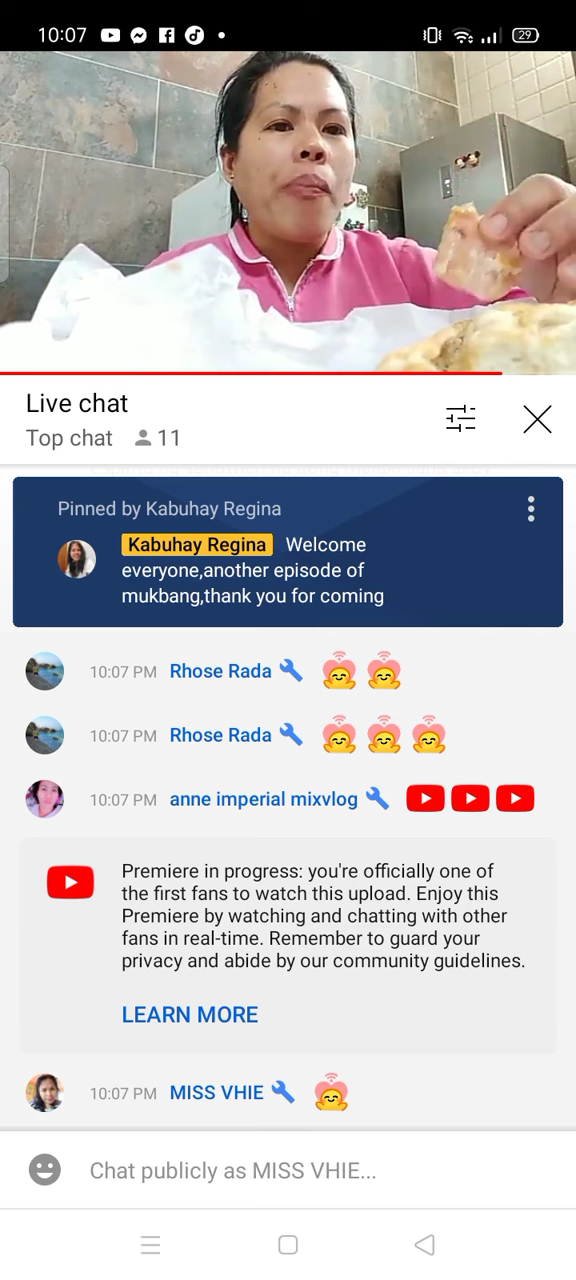 10:07
29
Live chat
Top chat 11
Pinned by Kabuhay Regina
Kabuhay Regina Welcome
everyone,another episode of
mukbang,thank you for coming
10:07 PM Rhose Rada
10:07 PM Rhose Rada
10:07 PM anne imperial mixvlog
Premiere in progress: you're officially one of
the first fans to watch this upload. Enjoy this
Premiere by watching and chatting with other
fans in real-time. Remember to guard your
privacy and abide by our community guidelines.
LEARN MORE
10:07 PM MISS VHIE
Chat publicly as MISS VHIE...